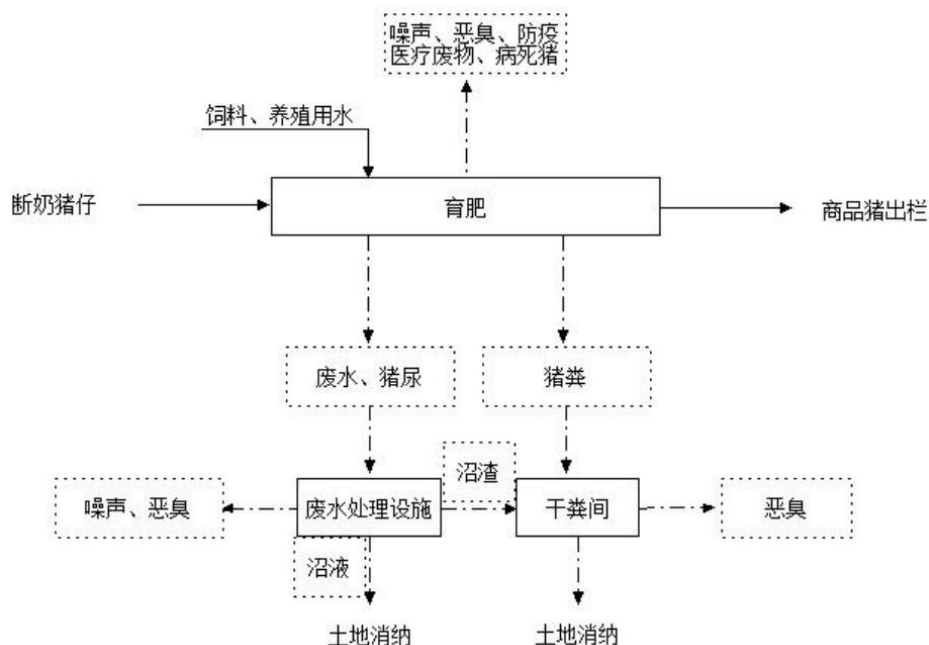 噪声、恶臭、防疫
医疗废物、病死猪
饲料、养殖用水
断奶猪仔
育肥
商品猪出栏
废水、猪尿
猪粪
沼渣
噪声、恶臭
废水处理设施
干粪间
恶臭
沼液
土地消纳
土地消纳